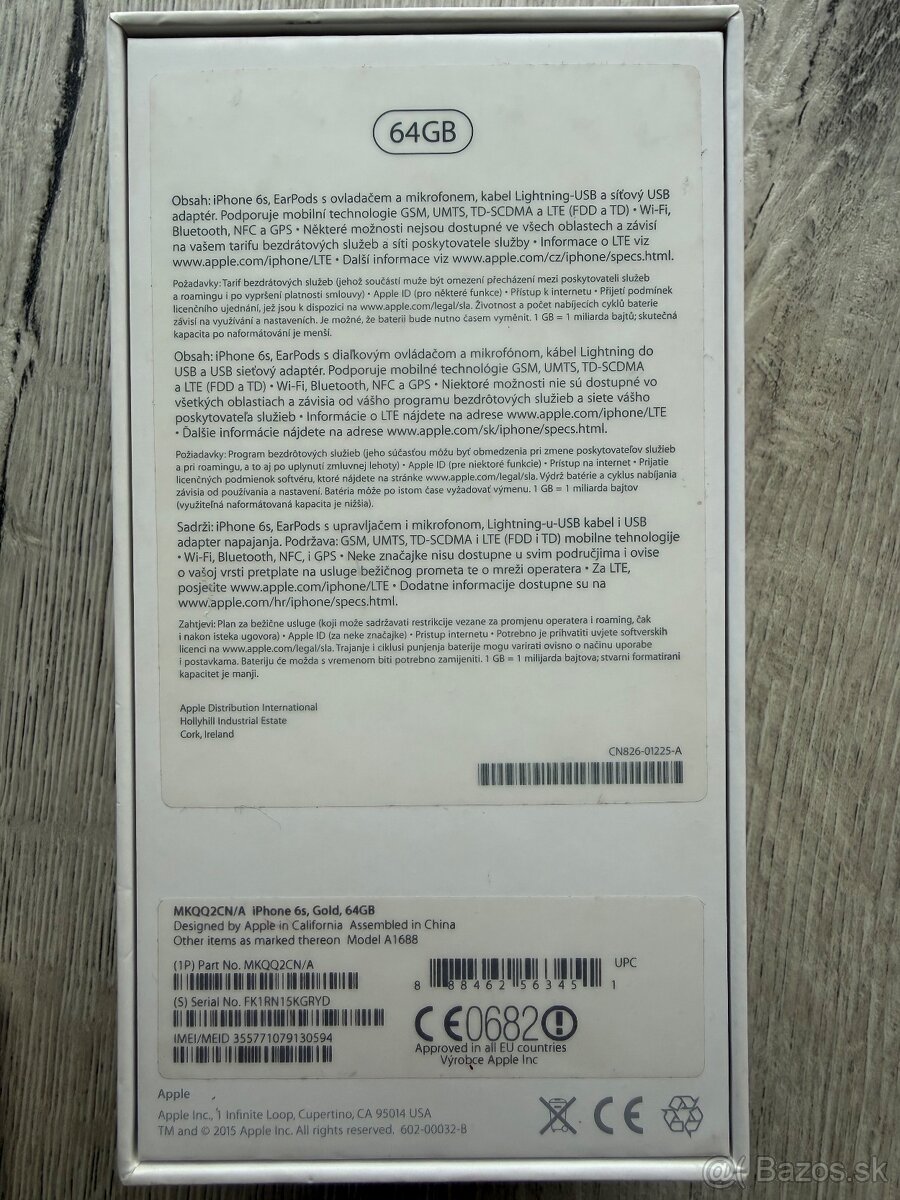 64GB
Obsah: iPhone 6s, EarPods s ovladačem a mikrofonem, kabel Lightning-USB a síťový USB
adaptér. Podporuje mobilní technologie GSM, UMTS, TD-SCDMA a LTE (FDD a TD) • Wi-Fi,
Bluetooth, NFC a GPS • Některé možnosti nejsou dostupné ve všech oblastech a závisí
na vašem tarifu bezdrátových služeb a síti poskytovatele služby • Informace o LTE viz
www.apple.com/iphone/LTE • Další informace viz www.apple.com/cz/iphone/specs.html.
Požadavky: Tarif bezdrátových služeb (jehož součástí muže být omezení přecházení mezi poskytovateli služeb
a roamingu i po vypršení platnosti smlouvy) • Apple ID (pro některé funkce) • Přístup k internetu • Přijetí podmínek
licenčního ujednání, jež jsou k dispozici na www.apple.com/legal/sla. Životnost a počet nabíjecích cyklů baterie
závisí na využívání a nastaveních. Je možné, že baterii bude nutno časem vyměnit. 1 GB = 1 miliarda bajtů; skutečná
kapacita po naformátování je menší.
Obsah: iPhone 6s, EarPods s diaľkovým ovládačom a mikrofónom, kábel Lightning do
USB a USB sieťový adaptér. Podporuje mobilné technológie GSM, UMTS, TD-SCDMA
a LTE (FDD a TD) • Wi-Fi, Bluetooth, NFC a GPS • Niektoré možnosti nie sú dostupné vo
všetkých oblastiach a závisia od vášho programu bezdrôtových služieb a siete vášho
poskytovateľa služieb • Informácie o LTE nájdete na adrese www.apple.com/iphone/LTE
• Ďalšie informácie nájdete na adrese www.apple.com/sk/iphone/specs.html.
Požiadavky: Program bezdrôtových služieb (jeho súčasťou môžu byť obmedzenia pri zmene poskytovateľov služieb
a pri roamingu, a to aj po uplynutí zmluvnej lehoty) • Apple ID (pre niektoré funkcie) • Prístup na internet • Prijatie
licenčných podmienok softvéru, ktoré nájdete na stránke www.apple.com/legal/sla. Výdrž batérie a cyklus nabíjania
závisia od používania a nastavení. Batéria môže po istom čase vyžadovať výmenu. 1 GB = 1 miliarda bajtov
(využiteľná naformátovaná kapacita je nižšia).
Sadrži: iPhone 6s, EarPods s upravljačem i mikrofonom, Lightning-u-USB kabel i USB
adapter napajanja. Podržava: GSM, UMTS, TD-SCDMA i LTE (FDD i TD) mobilne tehnologije
• Wi-Fi, Bluetooth, NFC, i GPS • Neke značajke nisu dostupne u svim područjima i ovise
o vašoj vrsti pretplate na usluge bežičnog prometa te o mreži operatera • Za LTE,
posjetite www.apple.com/iphone/LTE • Dodatne informacije dostupne su na
www.apple.com/hr/iphone/specs.html.
Zahtjevi: Plan za bežične usluge (koji može sadržavati restrikcije vezane za promjenu operatera i roaming, čak
i nakon isteka ugovora) • Apple ID (za neke značajke) • Pristup internetu • Potrebno je prihvatiti uvjete softverskih
licenci na www.apple.com/legal/sla. Trajanje i ciklusi punjenja baterije mogu varirati ovisno o načinu uporabe
i postavkama. Bateriju će možda s vremenom biti potrebno zamijeniti. 1 GB = 1 milijarda bajtova; stvarni formatirani
kapacitet je manji.
Apple Distribution International
Hollyhill Industrial Estate
Cork, Ireland
CN826-01225-A
MKQQ2CN/A iPhone 6s, Gold, 64GB
Designed by Apple in California Assembled in China
Other items as marked thereon Model A1688
(1P) Part No. MKQQ2CN/A
UPC
8 88462 56345 1
(S) Serial No. FK1RN15KGRYD
CE0682
IMEI/MEID 355771079130594
Approved in all EU countries
Výrobce Apple Inc
Apple
Apple Inc., 1 Infinite Loop, Cupertino, CA 95014 USA
TM and © 2015 Apple Inc. All rights reserved. 602-00032-B
CE
Bazos.sk